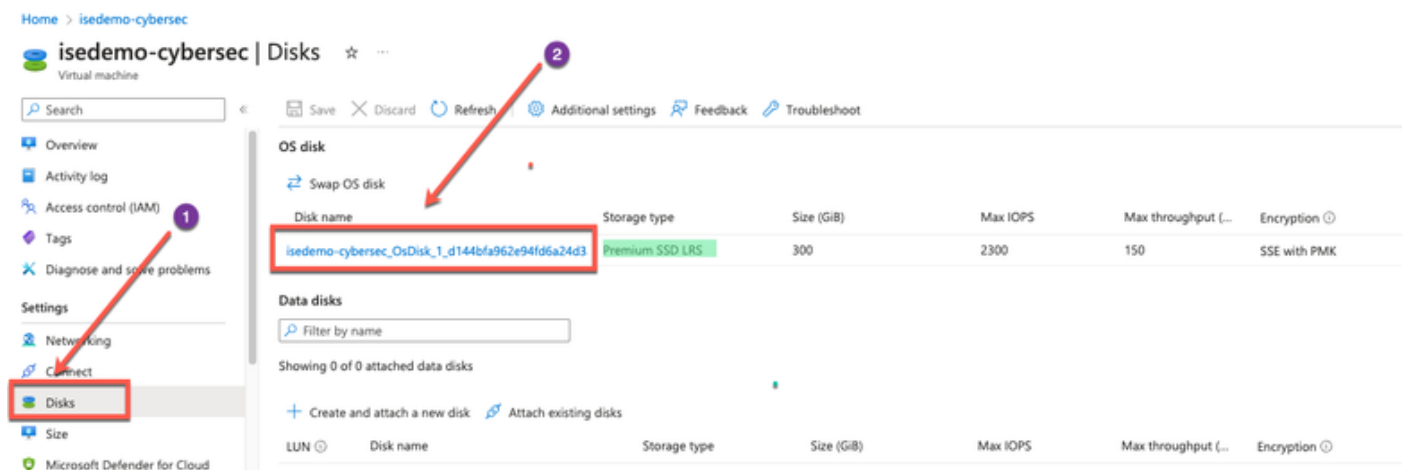 Home > isedemo-cybersec
isedemo-cybersec | Disks ☆ ...
Virtual machine
2
Search «
Save Discard Refresh Additional settings Feedback Troubleshoot
Overview
Activity log
Access control (IAM)
1
Tags
Diagnose and solve problems
Settings
Networking
Connect
Disks
Size
Microsoft Defender for Cloud
OS disk
Swap OS disk
Disk name Storage type Size (GiB) Max IOPS Max throughput (... Encryption
isedemo-cybersec_OsDisk_1_d144bfa962e94fd6a24d3 Premium SSD LRS 300 2300 150 SSE with PMK
Data disks
Filter by name
Showing 0 of 0 attached data disks
Create and attach a new disk Attach existing disks
LUN Disk name Storage type Size (GiB) Max IOPS Max throughput (... Encryption